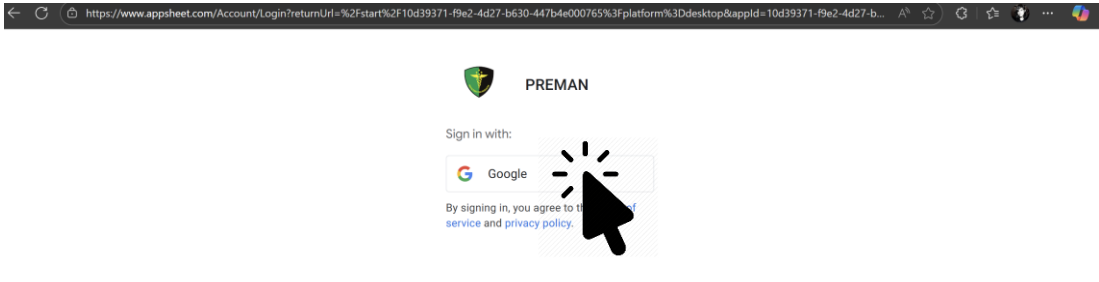 https://www.appsheet.com/Account/Login?returnUrl=%2Fstart%2F10d39371-f9e2-4d27-b630-447b4e000765%3Fplatform%3Ddesktop&appId=10d39371-f9e2-4d27-b...
PREMAN
Sign in with:
Google
By signing in, you agree to th of
service and privacy policy.